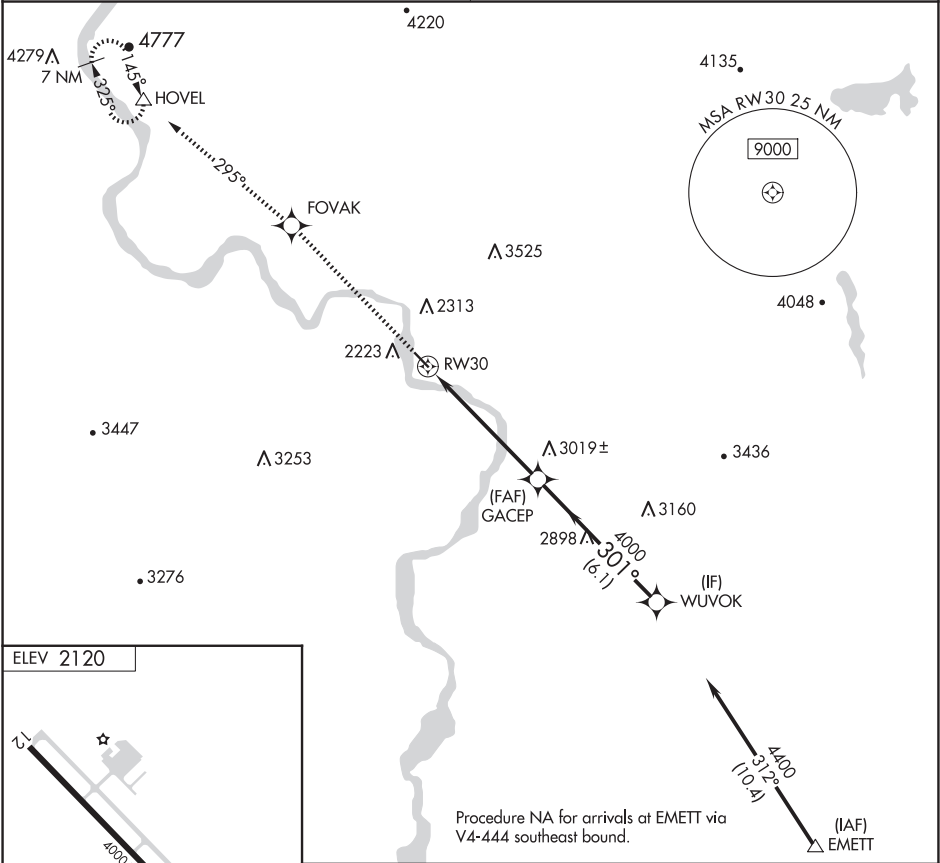 4220
4777
4279
7 NM
145°
325°
HOVEL
4135
MSA RW30 25 NM
9000
295°
FOVAK
3525
2313
4048
2223
RW30
3447
3253
3019±
3436
(FAF)
GACEP
3160
2898
4000
301°
(6.1)
(IF)
WUVOK
3276
ELEV 2120
12
4000
4400
312°
(10.4)
Procedure NA for arrivals at EMETT via
V4-444 southeast bound.
(IAF)
EMETT